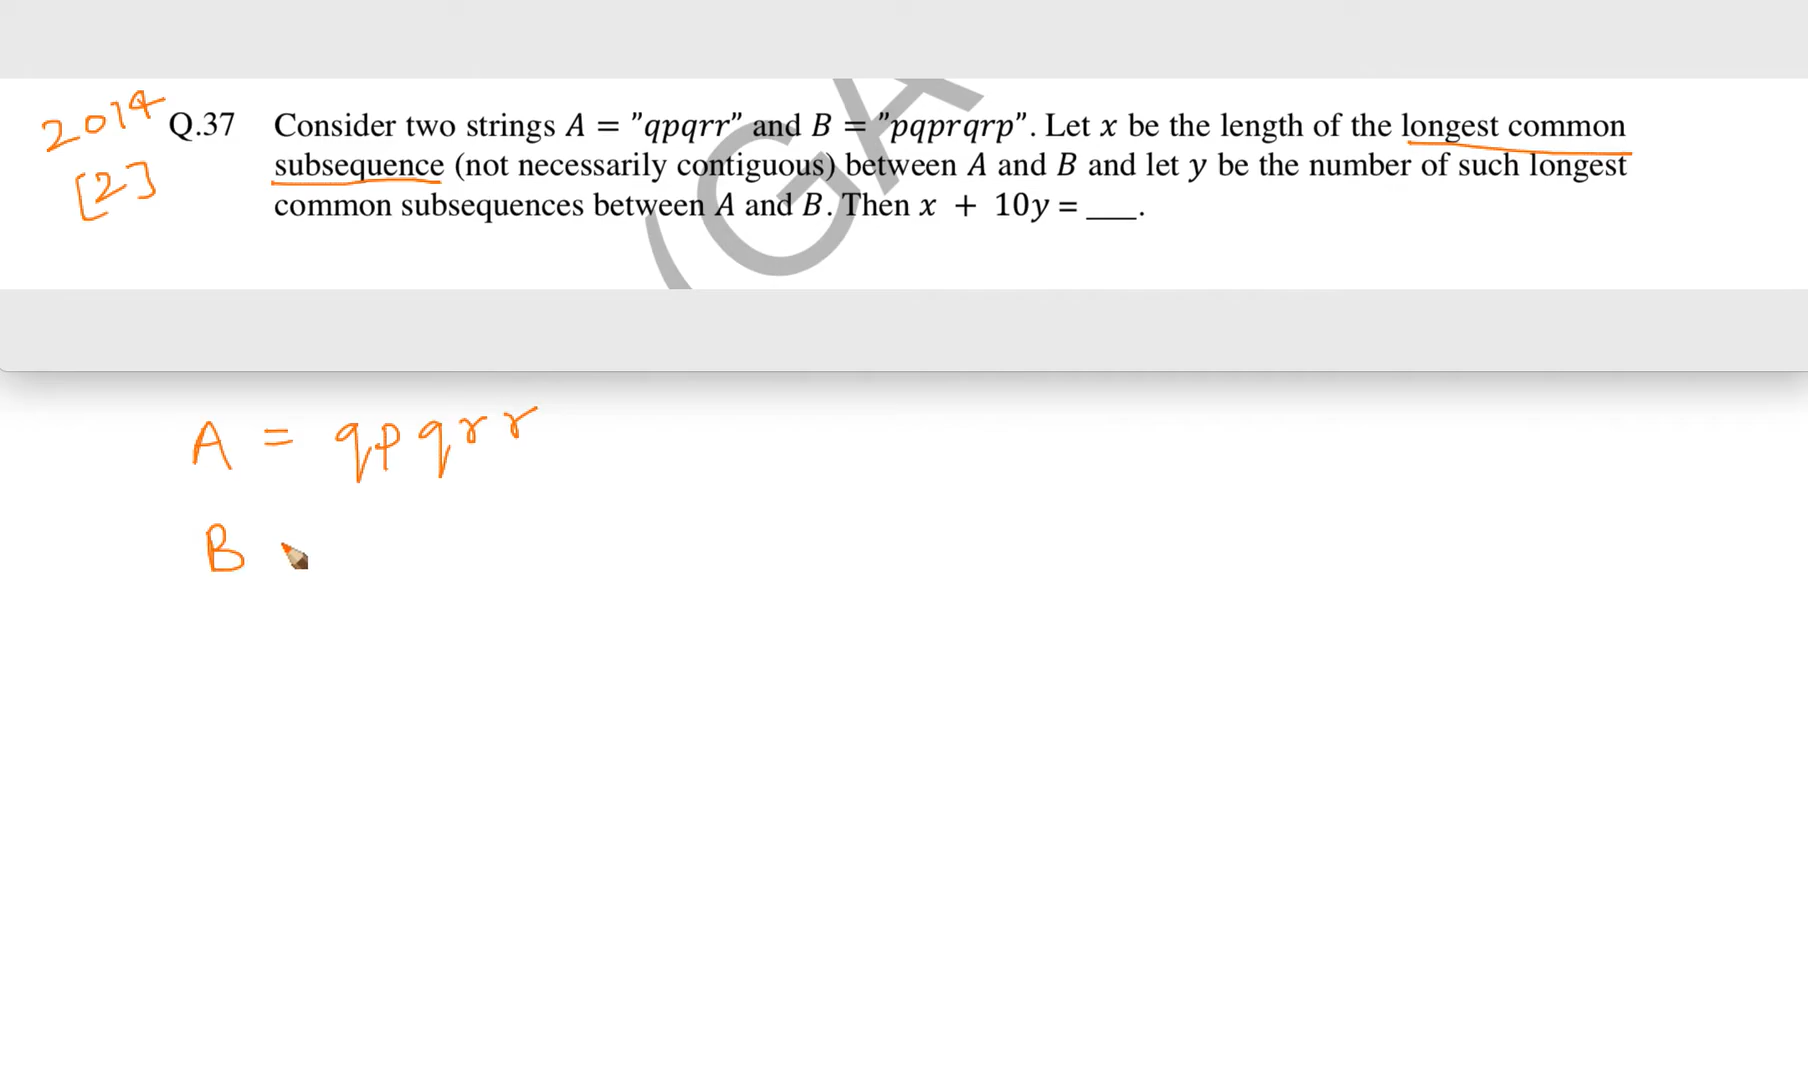 2014
[2]
Q.37 Consider two strings A = "qpqrr" and B = "pqprqrp". Let x be the length of the longest common
subsequence (not necessarily contiguous) between A and B and let y be the number of such longest
common subsequences between A and B. Then x + 10y = ___.
(GA
A = qpqrr
B